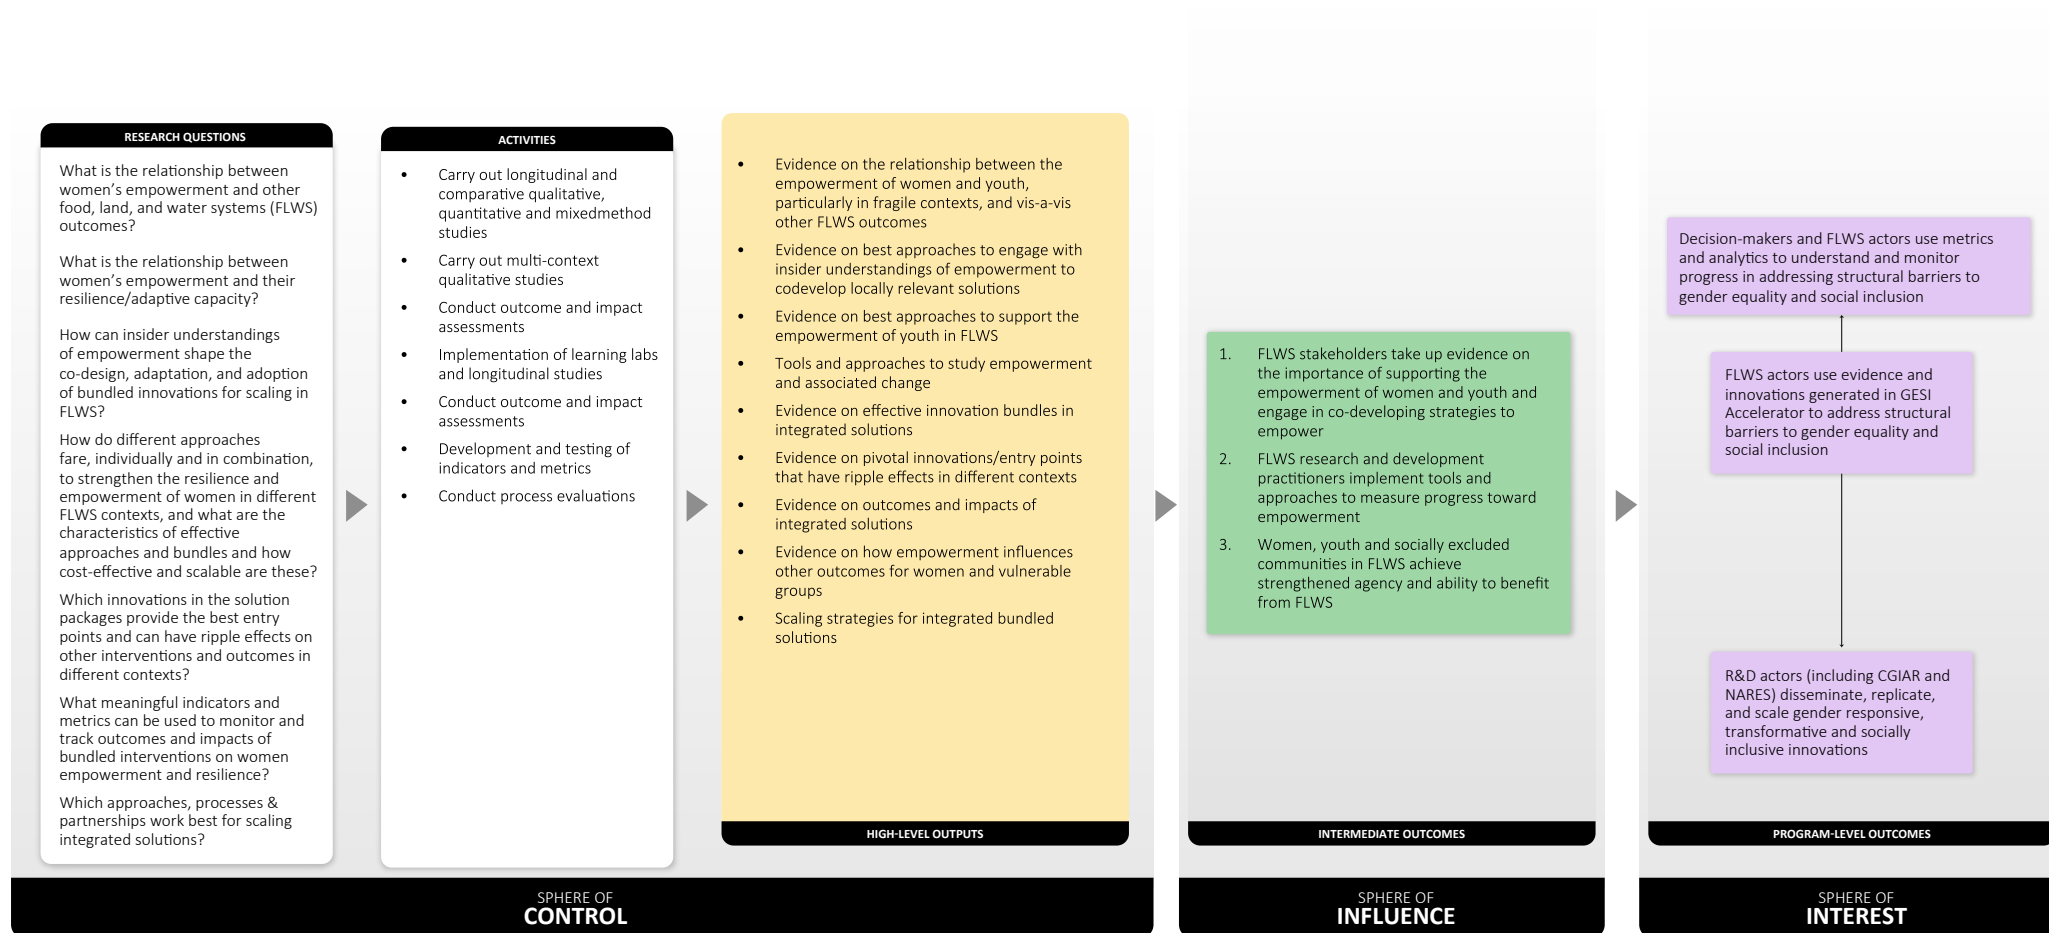 RESEARCH QUESTIONS
What is the relationship between
women’s empowerment and other
food, land, and water systems (FLWS)
outcomes?
What is the relationship between
women’s empowerment and their
resilience/adaptive capacity?
How can insider understandings
of empowerment shape the
co-design, adaptation, and adoption
of bundled innovations for scaling in
FLWS?
How do different approaches
fare, individually and in combination,
to strengthen the resilience and
empowerment of women in different
FLWS contexts, and what are the
characteristics of effective
approaches and bundles and how
cost-effective and scalable are these?
Which innovations in the solution
packages provide the best entry
points and can have ripple effects on
other interventions and outcomes in
different contexts?
What meaningful indicators and
metrics can be used to monitor and
track outcomes and impacts of
bundled interventions on women
empowerment and resilience?
Which approaches, processes &
partnerships work best for scaling
integrated solutions?
ACTIVITIES
• Carry out longitudinal and
comparative qualitative,
quantitative and mixedmethod
studies
• Carry out multi-context
qualitative studies
• Conduct outcome and impact
assessments
• Implementation of learning labs
and longitudinal studies
• Conduct outcome and impact
assessments
• Development and testing of
indicators and metrics
• Conduct process evaluations
• Evidence on the relationship between the
empowerment of women and youth,
particularly in fragile contexts, and vis-a-vis
other FLWS outcomes
• Evidence on best approaches to engage with
insider understandings of empowerment to
codevelop locally relevant solutions
• Evidence on best approaches to support the
empowerment of youth in FLWS
• Tools and approaches to study empowerment
and associated change
• Evidence on effective innovation bundles in
integrated solutions
• Evidence on pivotal innovations/entry points
that have ripple effects in different contexts
• Evidence on outcomes and impacts of
integrated solutions
• Evidence on how empowerment influences
other outcomes for women and vulnerable
groups
• Scaling strategies for integrated bundled
solutions
HIGH-LEVEL OUTPUTS
SPHERE OF
CONTROL
1. FLWS stakeholders take up evidence on
the importance of supporting the
empowerment of women and youth and
engage in co-developing strategies to
empower
2. FLWS research and development
practitioners implement tools and
approaches to measure progress toward
empowerment
3. Women, youth and socially excluded
communities in FLWS achieve
strengthened agency and ability to benefit
from FLWS
INTERMEDIATE OUTCOMES
SPHERE OF
INFLUENCE
Decision-makers and FLWS actors use metrics
and analytics to understand and monitor
progress in addressing structural barriers to
gender equality and social inclusion
FLWS actors use evidence and
innovations generated in GESI
Accelerator to address structural
barriers to gender equality and
social inclusion
R&D actors (including CGIAR and
NARES) disseminate, replicate,
and scale gender responsive,
transformative and socially
inclusive innovations
PROGRAM-LEVEL OUTCOMES
SPHERE OF
INTEREST